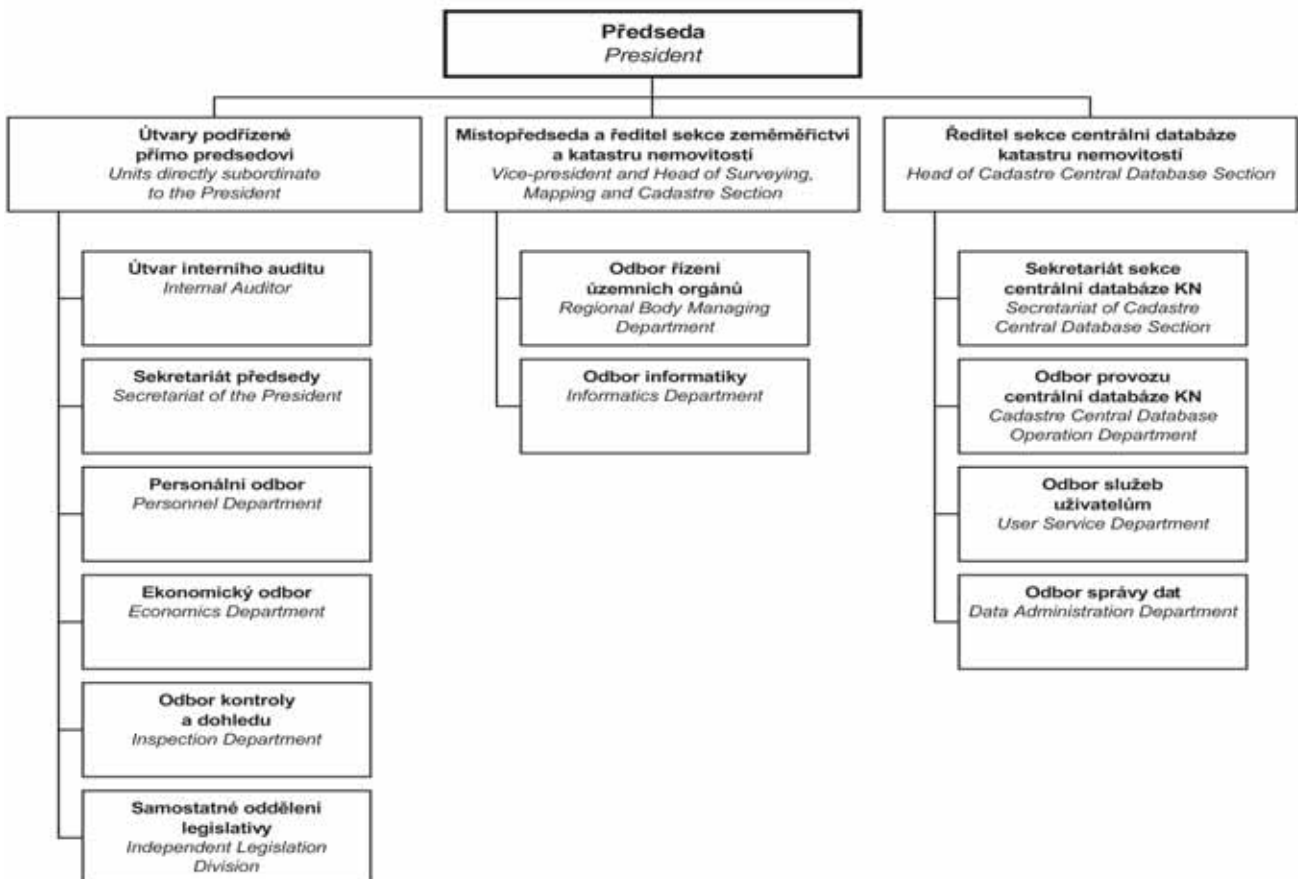 Předseda
President
Útvary podřízené
přímo predsedovi
Units directly subordinate
to the President
Místopředseda a ředitel sekce zeměměřictví
a katastru nemovitostí
Vice-president and Head of Surveying,
Mapping and Cadastre Section
Ředitel sekce centrální databáze
katastru nemovitostí
Head of Cadastre Central Database Section
Útvar interního auditu
Internal Auditor
Sekretariát předsedy
Secretariat of the President
Personální odbor
Personnel Department
Ekonomický odbor
Economics Department
Odbor kontroly
a dohledu
Inspection Department
Samostatné oddělení
legislativy
Independent Legislation
Division
Odbor řízení
územních orgánů
Regional Body Managing
Department
Odbor informatiky
Informatics Department
Sekretariát sekce
centrální databáze KN
Secretariat of Cadastre
Central Database Section
Odbor provozu
centrální databáze KN
Cadastre Central Database
Operation Department
Odbor služeb
uživatelům
User Service Department
Odbor správy dat
Data Administration Department